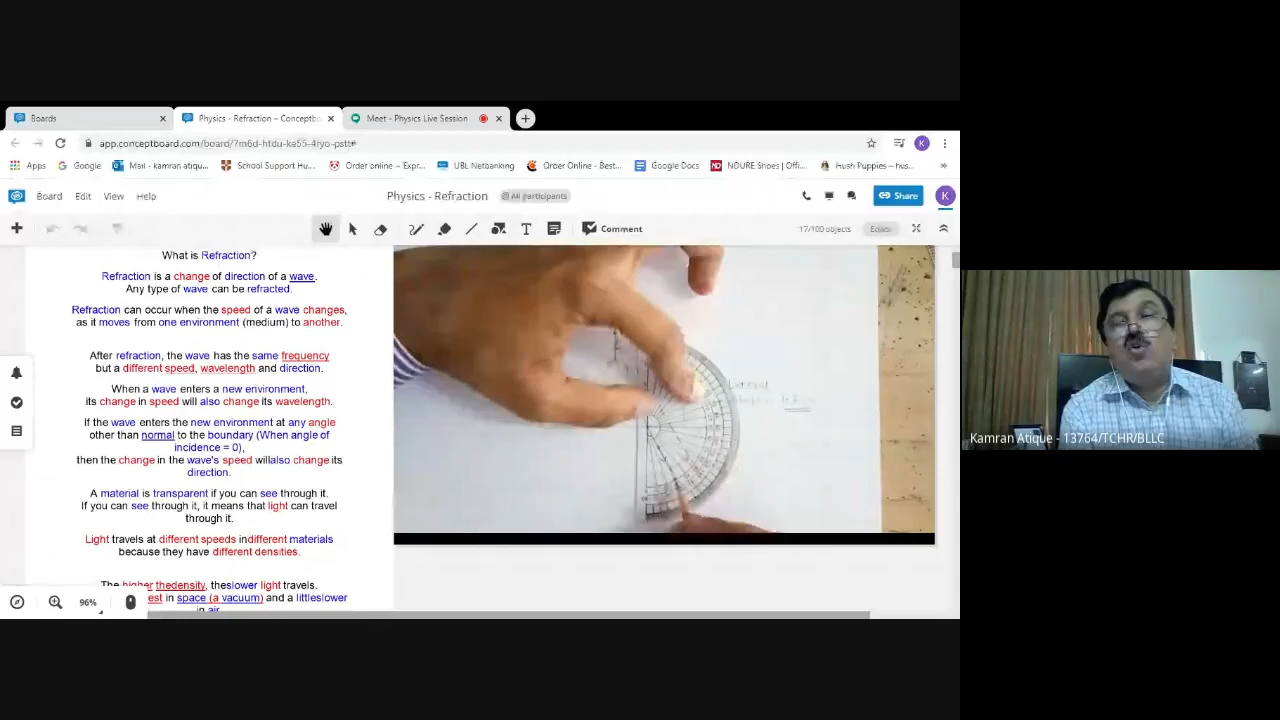 Boards
Physics - Refraction – Conceptb
Meet - Physics Live Session
app.conceptboard.com/board/7m6d-htdu-ke55-4iyo-pstt#
K
Apps
Google
Mail - kamran atiqu...
School Support Hu...
Order online – Expr...
UBL Netbanking
Order Online - Best...
Google Docs
NDURE Shoes | Offi...
Hush Puppies – hus...
»
Board
Edit
View
Help
Physics - Refraction
@ All participants
Share
K
T
Comment
17/100 objects
What is Refraction?
Refraction is a change of direction of a wave.
Any type of wave can be refracted.
Refraction can occur when the speed of a wave changes,
as it moves from one environment (medium) to another.
After refraction, the wave has the same frequency
but a different speed, wavelength and direction.
When a wave enters a new environment,
its change in speed will also change its wavelength.
If the wave enters the new environment at any angle
other than normal to the boundary (When angle of
incidence = 0),
then the change in the wave's speed willalso change its
direction.
A material is transparent if you can see through it.
If you can see through it, it means that light can travel
through it.
Light travels at different speeds indifferent materials
because they have different densities.
The higher thedensity, theslower light travels.
est in space (a vacuum) and a littleslower
in air
96%
Kamran Atique - 13764/TCHR/BLLC